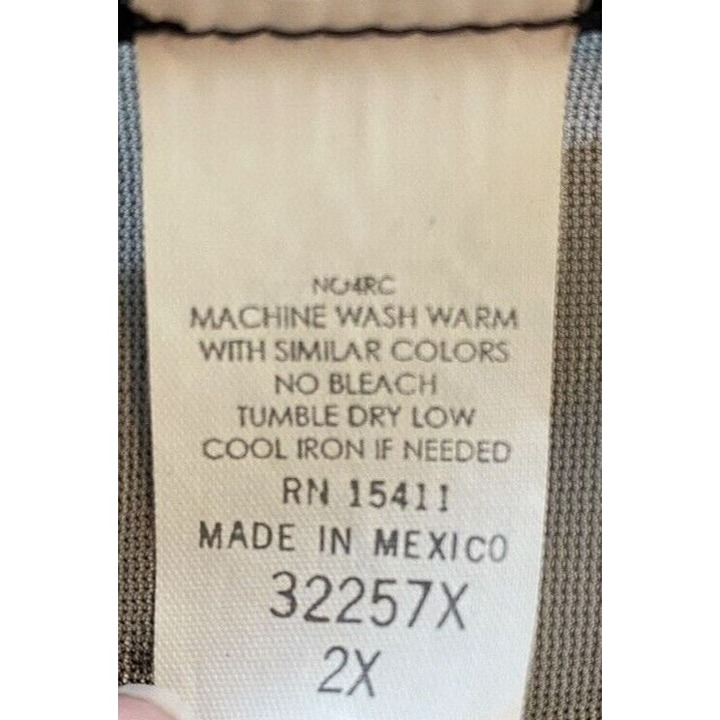 MACHINE WASH WARM
WITH SIMILAR COLORS
NO BLEACH
TUMBLE DRY LOW
COOL IRON IF NEEDED
RN 15411
MADE IN MEXICO
32257X
2X